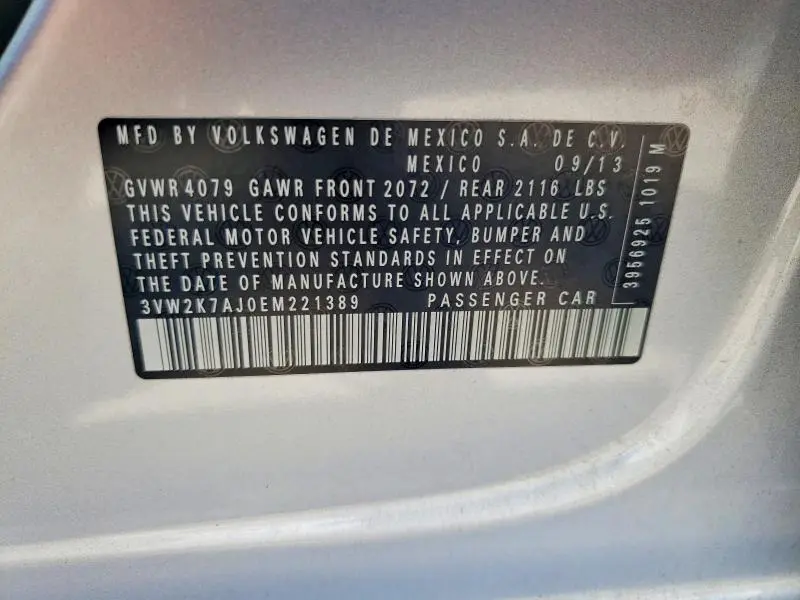 MFD BY VOLKSWAGEN DE MEXICO S.A. DE C.V.
MEXICO 09/13
GVWR 4079 GAWR FRONT 2072 / REAR 2116 LBS
THIS VEHICLE CONFORMS TO ALL APPLICABLE U.S.
FEDERAL MOTOR VEHICLE SAFETY, BUMPER AND
THEFT PREVENTION STANDARDS IN EFFECT ON
THE DATE OF MANUFACTURE SHOWN ABOVE.
3VW2K7AJ0EM221389 PASSENGER CAR
3956925 1019 M